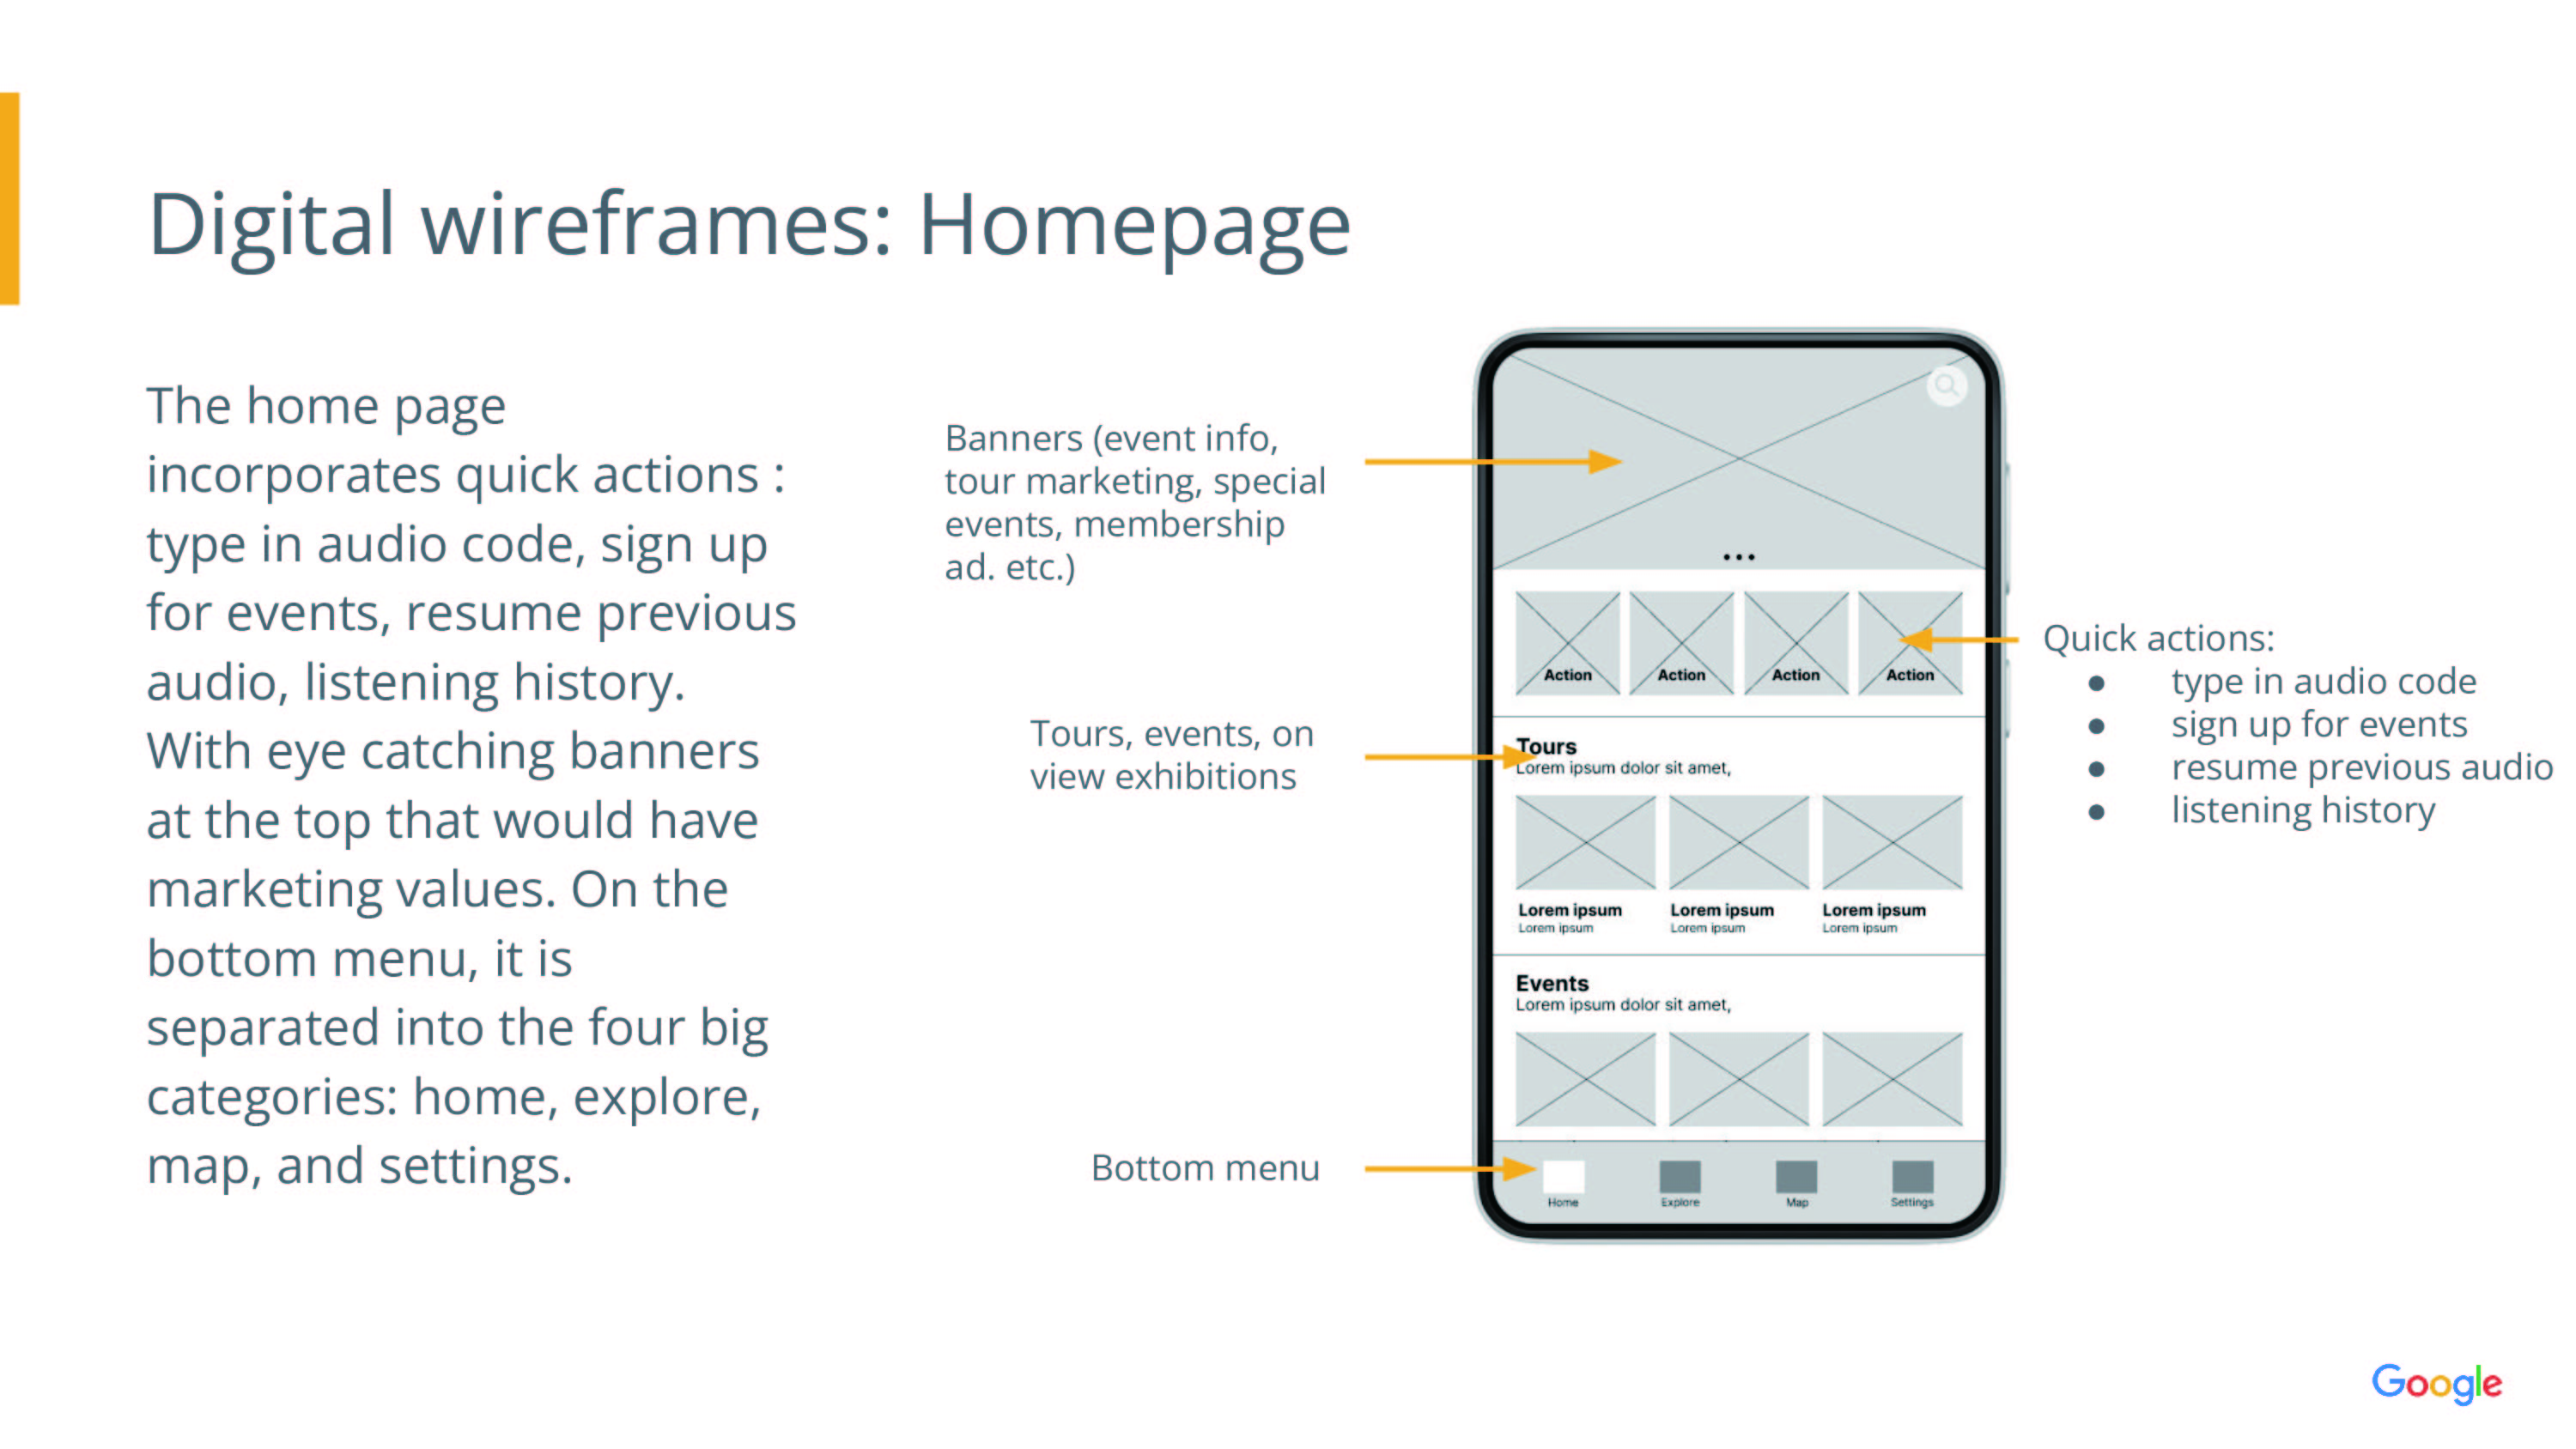 Digital wireframes: Homepage
The home page
incorporates quick actions :
type in audio code, sign up
for events, resume previous
audio, listening history.
With eye catching banners
at the top that would have
marketing values. On the
bottom menu, it is
separated into the four big
categories: home, explore,
map, and settings.
Banners (event info,
tour marketing, special
events, membership
ad. etc.)
Tours, events, on
view exhibitions
Bottom menu
Action Action Action Action
Tours
Lorem ipsum dolor sit amet,
Lorem ipsum Lorem ipsum Lorem ipsum
Lorem ipsum Lorem ipsum Lorem ipsum
Events
Lorem ipsum dolor sit amet,
Home Explore Map Settings
Quick actions:
● type in audio code
● sign up for events
● resume previous audio
● listening history
Google